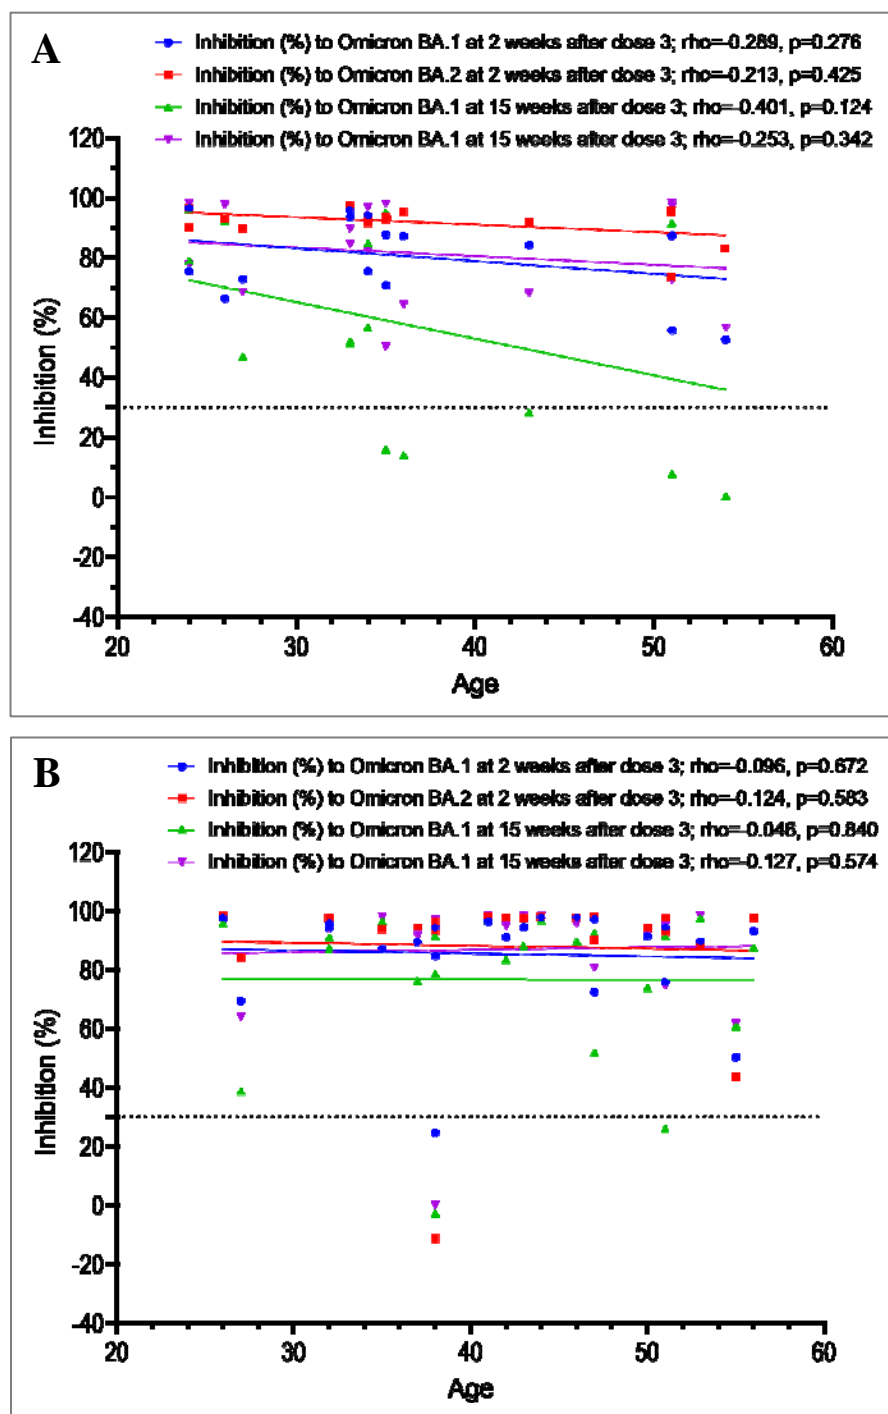 A
Inhibition (%) to Omicron BA.1 at 2 weeks after dose 3; rho=-0.289, p=0.276
Inhibition (%) to Omicron BA.2 at 2 weeks after dose 3; rho=-0.213, p=0.425
Inhibition (%) to Omicron BA.1 at 15 weeks after dose 3; rho=-0.401, p=0.124
Inhibition (%) to Omicron BA.1 at 15 weeks after dose 3; rho=-0.253, p=0.342
120
100
80
60
40
20
0
-20
-40
Inhibition (%)
20 30 40 50 60
Age
B
Inhibition (%) to Omicron BA.1 at 2 weeks after dose 3; rho=-0.096, p=0.672
Inhibition (%) to Omicron BA.2 at 2 weeks after dose 3; rho=-0.124, p=0.583
Inhibition (%) to Omicron BA.1 at 15 weeks after dose 3; rho=-0.046, p=0.840
Inhibition (%) to Omicron BA.1 at 15 weeks after dose 3; rho=-0.127, p=0.574
120
100
80
60
40
20
0
-20
-40
Inhibition (%)
20 30 40 50 60
Age